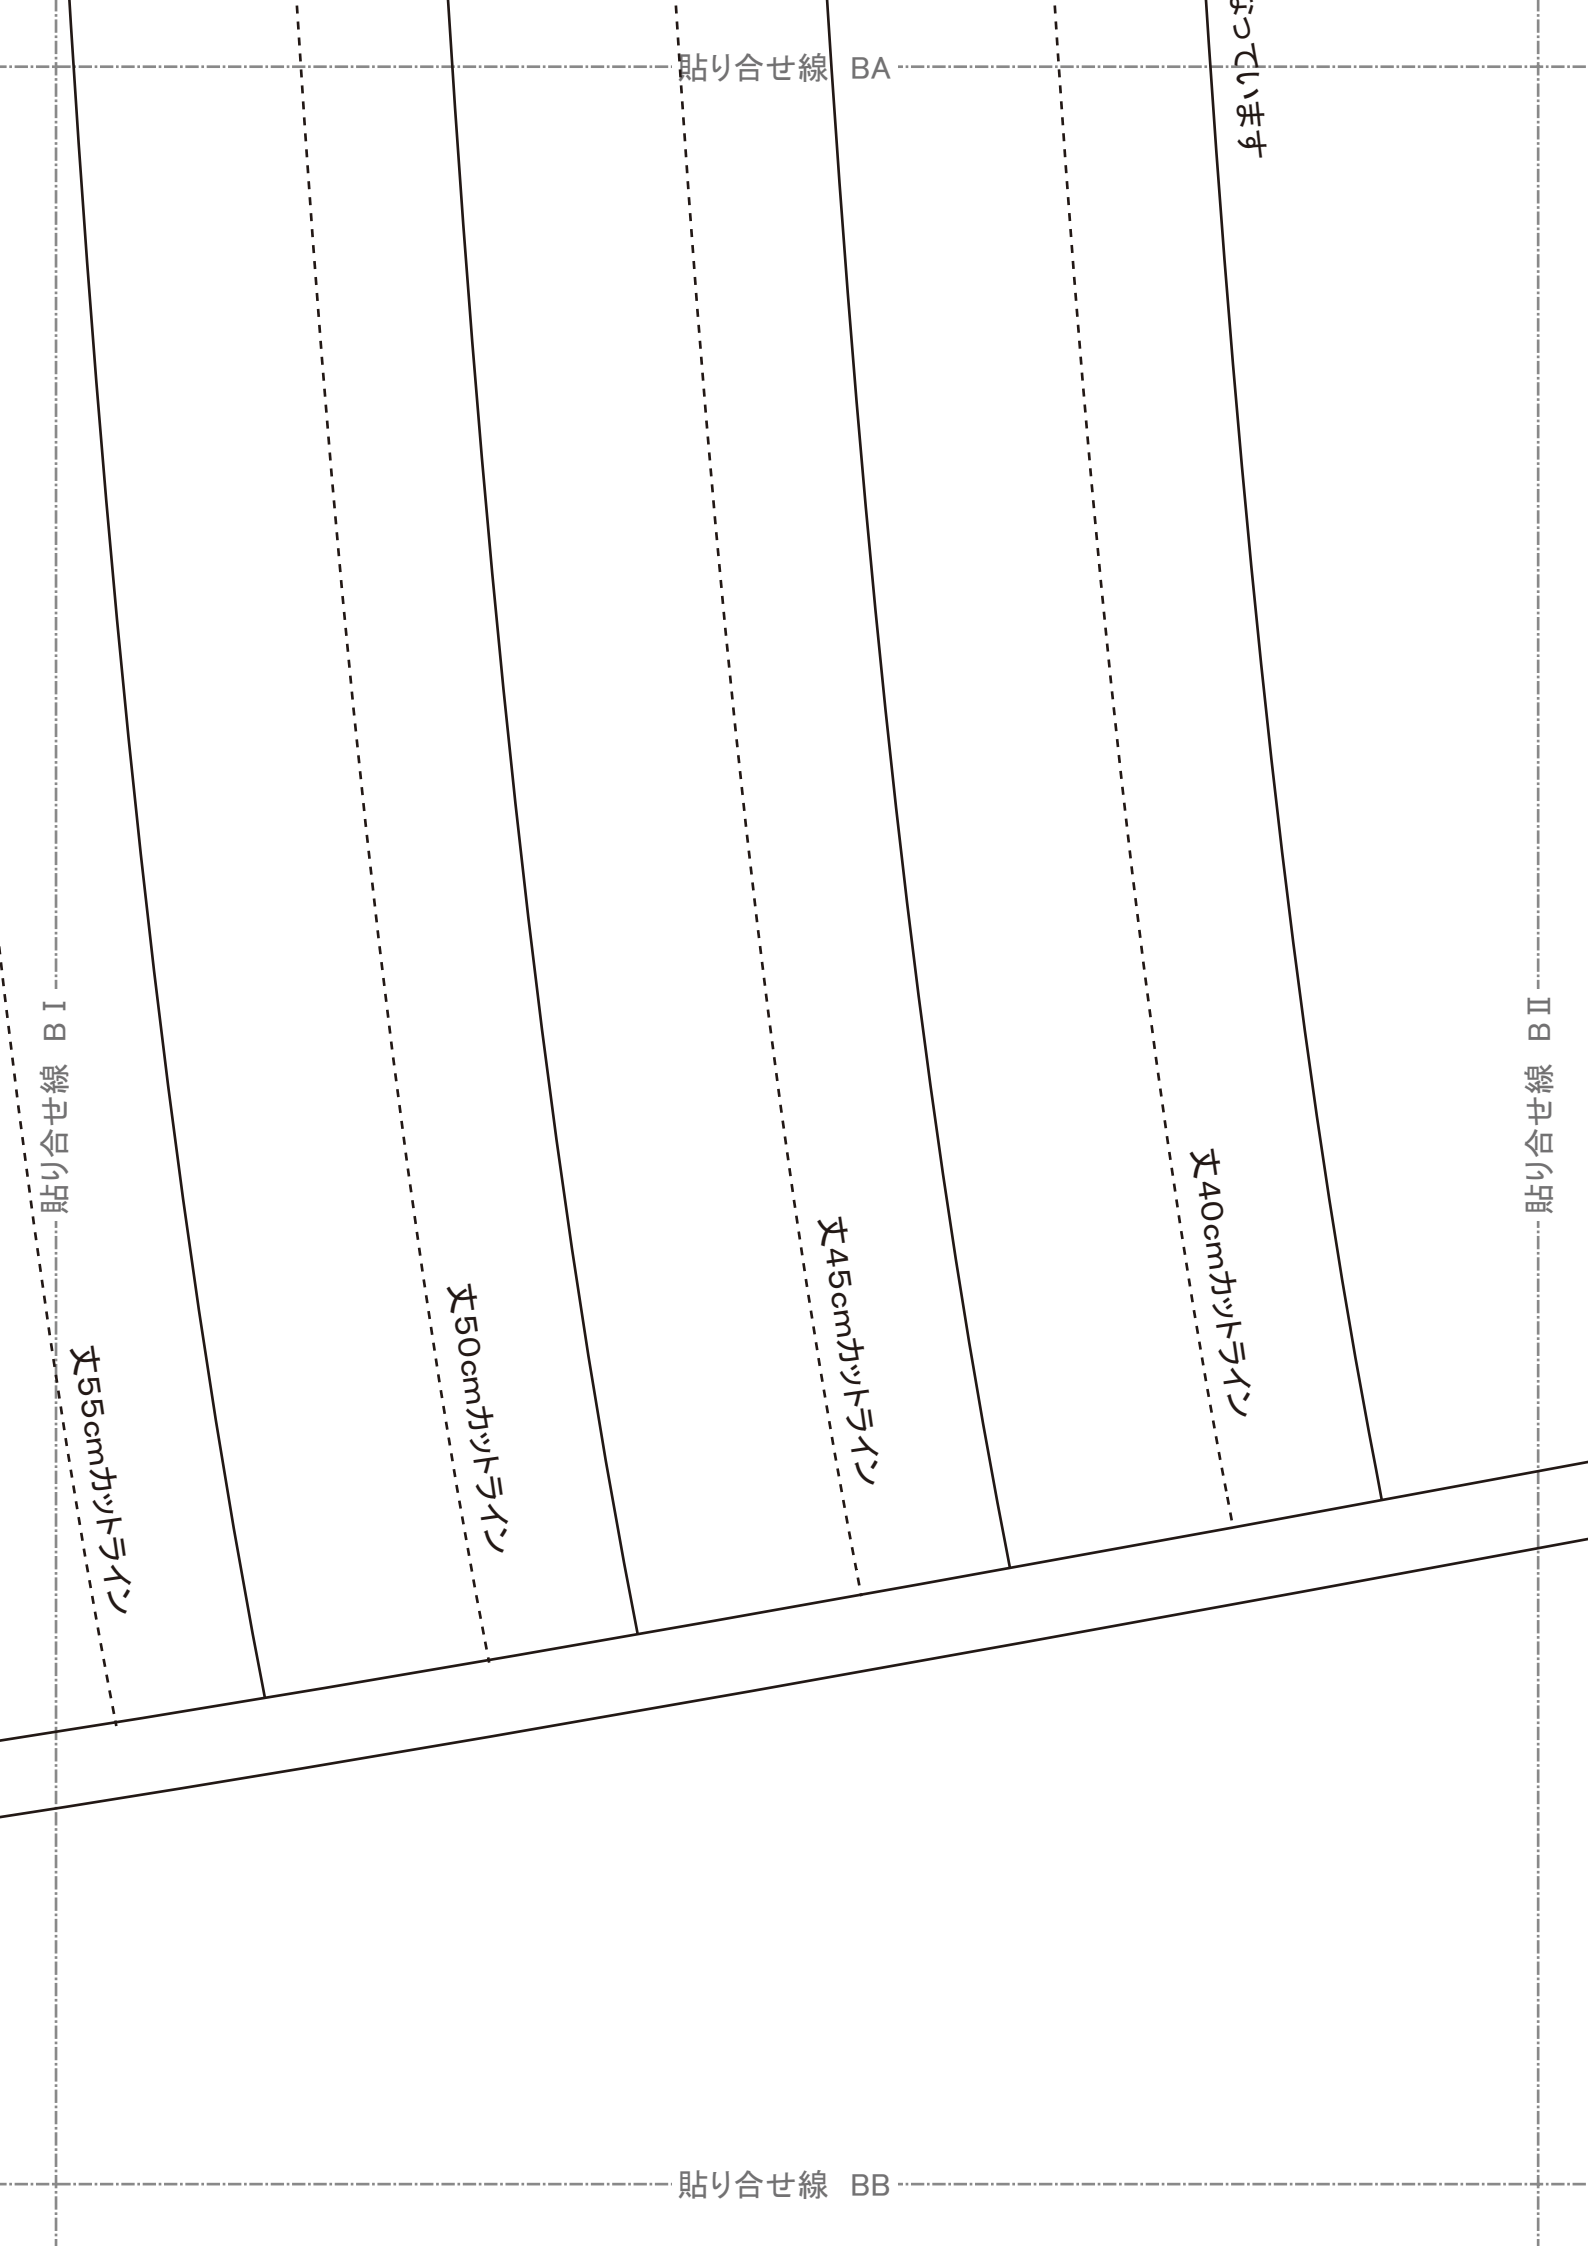 貼り合せ線 BA
っています
貼り合せ線 BⅠ
貼り合せ線 BⅡ
丈40cmカットライン
丈45cmカットライン
丈50cmカットライン
丈55cmカットライン
貼り合せ線 BB